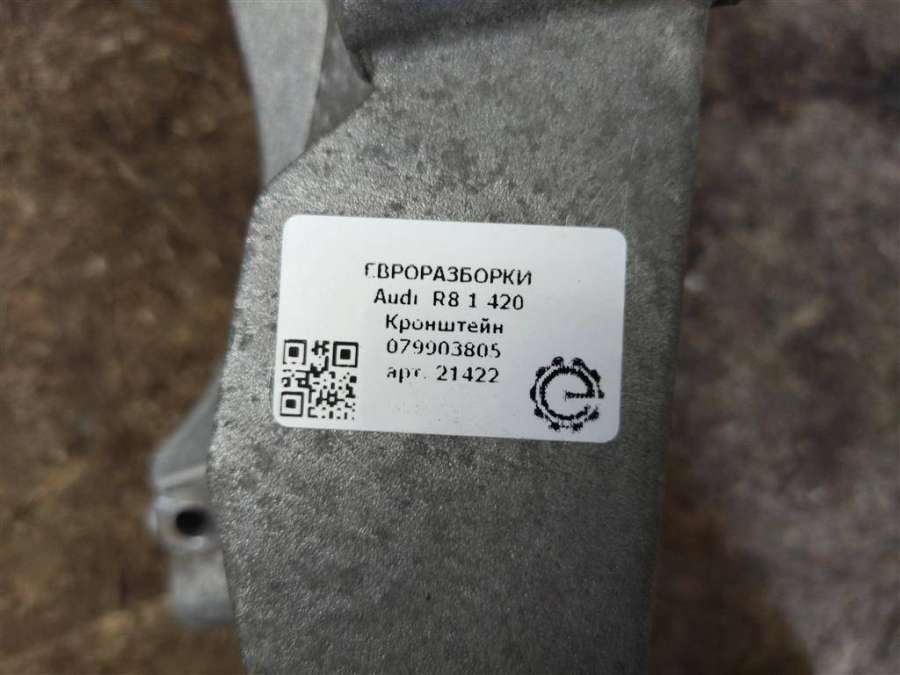 ЕВРОРАЗБОРКИ
Audi R8 1 420
Кронштейн
079903805
арт. 21422